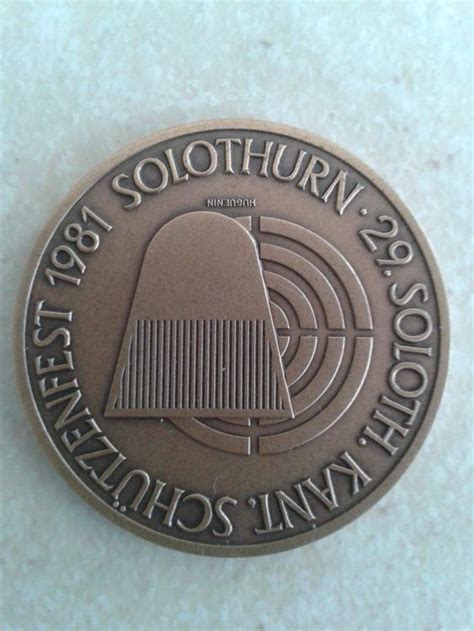 29. SOLOTH. KANT. SCHÜTZENFEST 1981 SOLOTHURN ·
HUGUENIN